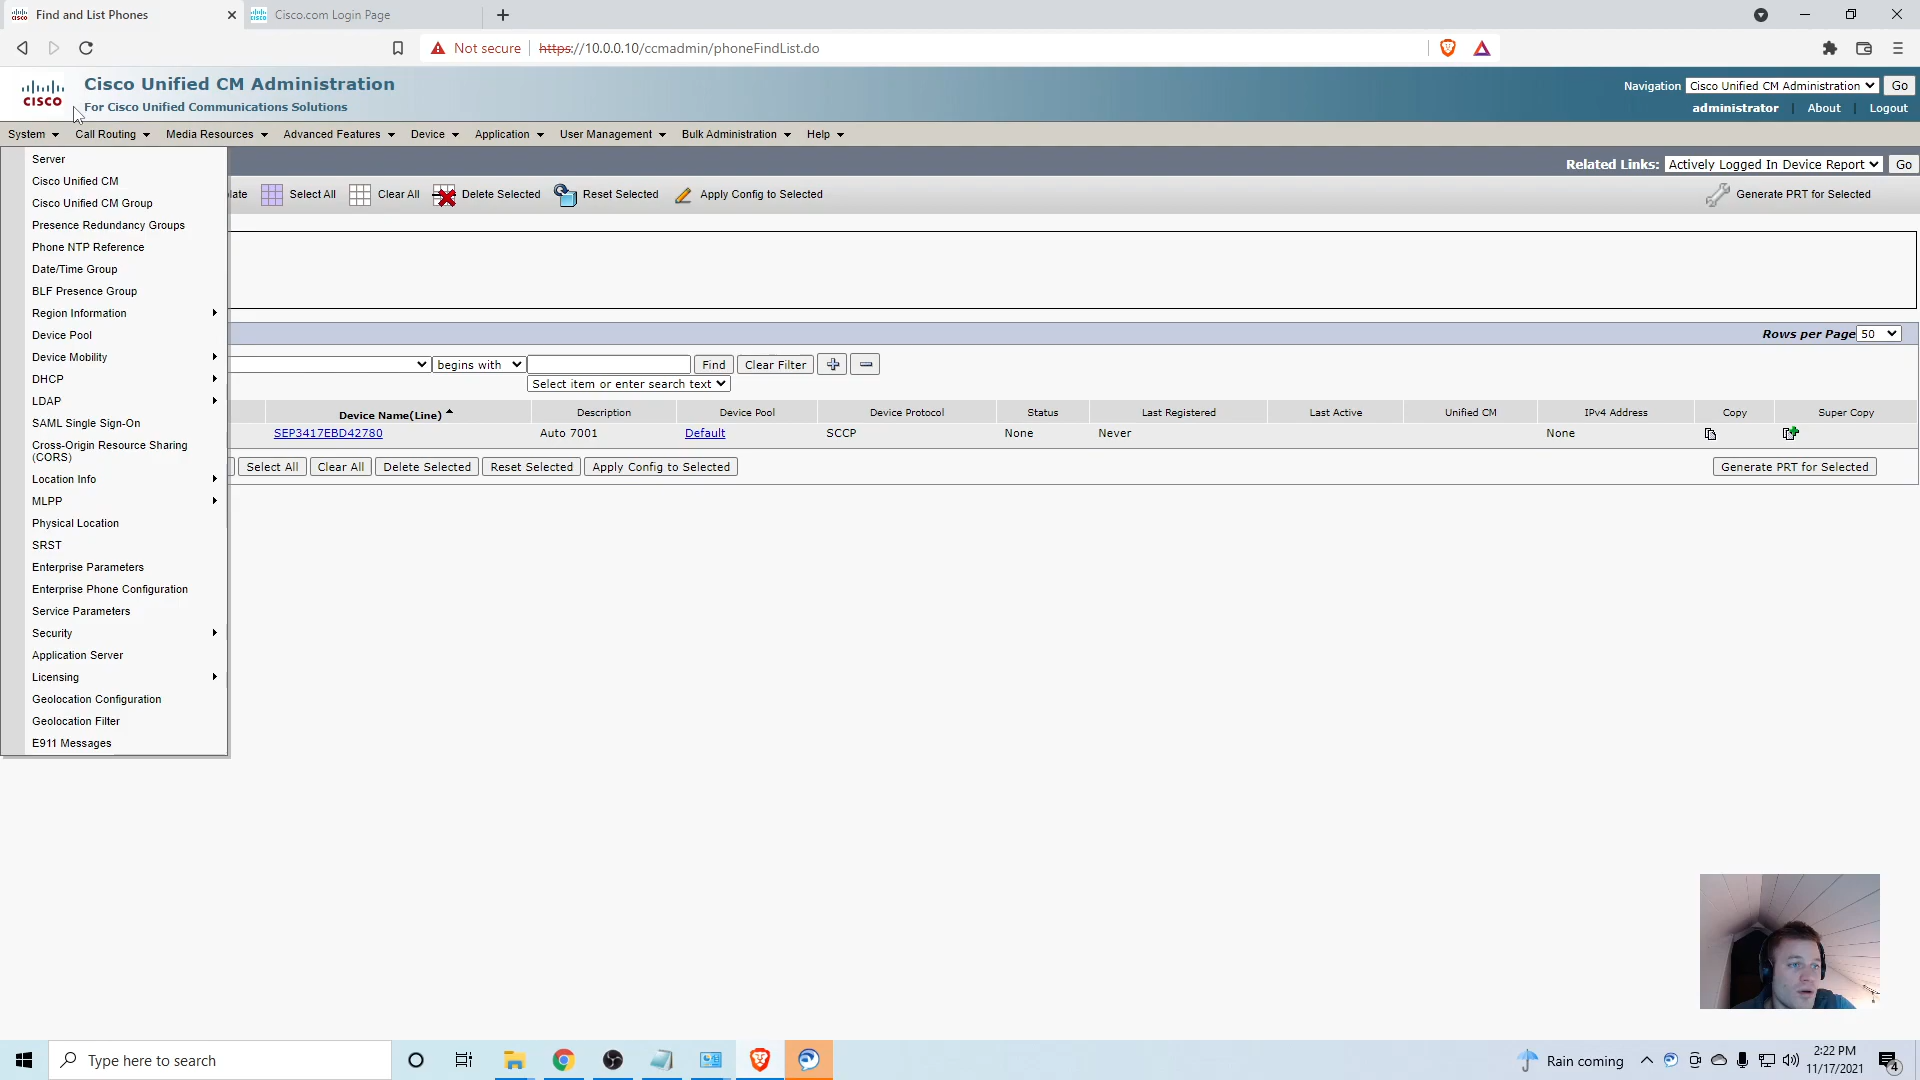 Find and List Phones
Cisco.com Login Page
Not secure
https://10.0.0.10/ccmadmin/phoneFindList.do
CISCO
Cisco Unified CM Administration
For Cisco Unified Communications Solutions
Navigation Cisco Unified CM Administration Go
administrator | About | Logout
System Call Routing Media Resources Advanced Features Device Application User Management Bulk Administration Help
Related Links: Actively Logged In Device Report Go
late Select All Clear All Delete Selected Reset Selected Apply Config to Selected Generate PRT for Selected
Server
Cisco Unified CM
Cisco Unified CM Group
Presence Redundancy Groups
Phone NTP Reference
Date/Time Group
BLF Presence Group
Region Information
Device Pool
Device Mobility
DHCP
LDAP
SAML Single Sign-On
Cross-Origin Resource Sharing
(CORS)
Location Info
MLPP
Physical Location
SRST
Enterprise Parameters
Enterprise Phone Configuration
Service Parameters
Security
Application Server
Licensing
Geolocation Configuration
Geolocation Filter
E911 Messages
Rows per Page 50
begins with Find Clear Filter
Select item or enter search text
Device Name(Line) Description Device Pool Device Protocol Status Last Registered Last Active Unified CM IPv4 Address Copy Super Copy
SEP3417EBD42780 Auto 7001 Default SCCP None Never None
Select All Clear All Delete Selected Reset Selected Apply Config to Selected Generate PRT for Selected
Type here to search
Rain coming
2:22 PM
11/17/2021
4